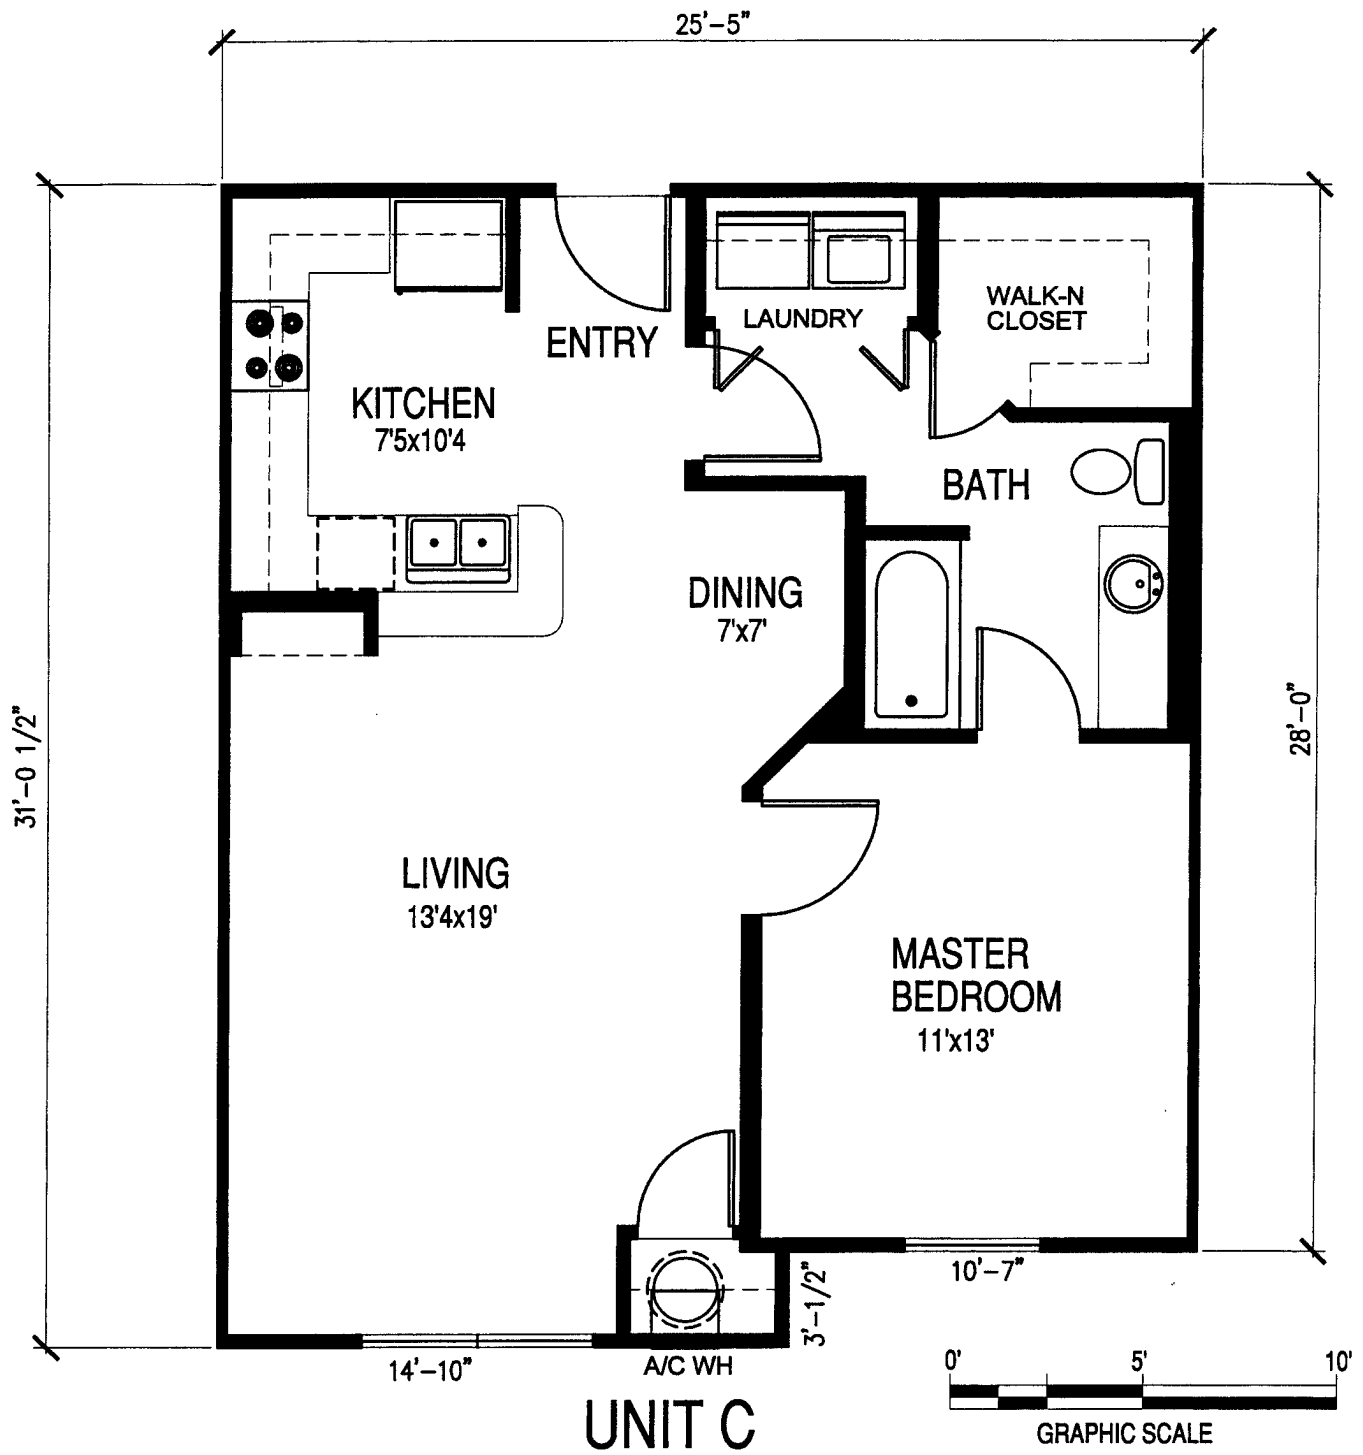 25'-5"
WALK-N
CLOSET
LAUNDRY
ENTRY
KITCHEN
7'5x10'4
BATH
DINING
7'x7'
31'-0 1/2"
28'-0"
LIVING
13'4x19'
MASTER
BEDROOM
11'x13'
10'-7"
3'-1/2"
14'-10"
A/C WH
0' 5' 10'
UNIT C
GRAPHIC SCALE